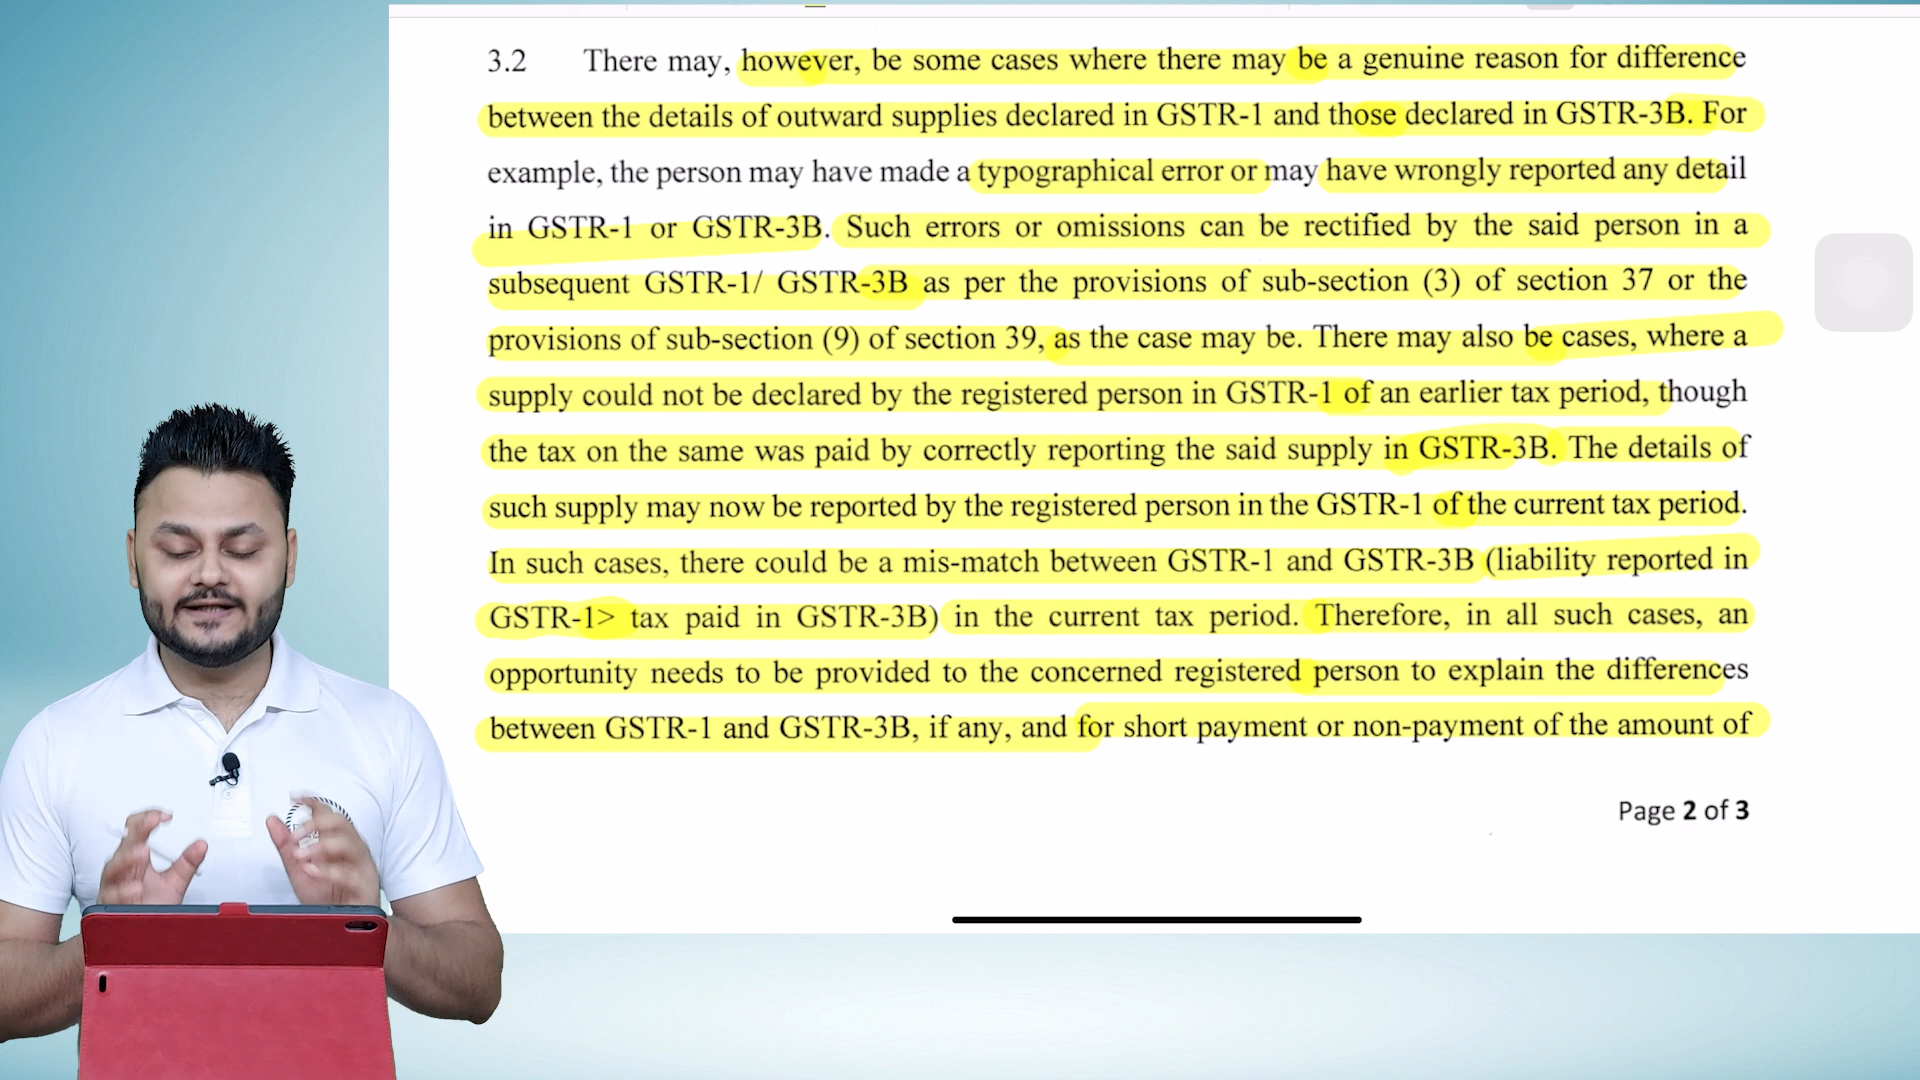 3.2 There may, however, be some cases where there may be a genuine reason for difference
between the details of outward supplies declared in GSTR-1 and those declared in GSTR-3B. For
example, the person may have made a typographical error or may have wrongly reported any detail
in GSTR-1 or GSTR-3B. Such errors or omissions can be rectified by the said person in a
subsequent GSTR-1/ GSTR-3B as per the provisions of sub-section (3) of section 37 or the
provisions of sub-section (9) of section 39, as the case may be. There may also be cases, where a
supply could not be declared by the registered person in GSTR-1 of an earlier tax period, though
the tax on the same was paid by correctly reporting the said supply in GSTR-3B. The details of
such supply may now be reported by the registered person in the GSTR-1 of the current tax period.
In such cases, there could be a mis-match between GSTR-1 and GSTR-3B (liability reported in
GSTR-1> tax paid in GSTR-3B) in the current tax period. Therefore, in all such cases, an
opportunity needs to be provided to the concerned registered person to explain the differences
between GSTR-1 and GSTR-3B, if any, and for short payment or non-payment of the amount of
Page 2 of 3